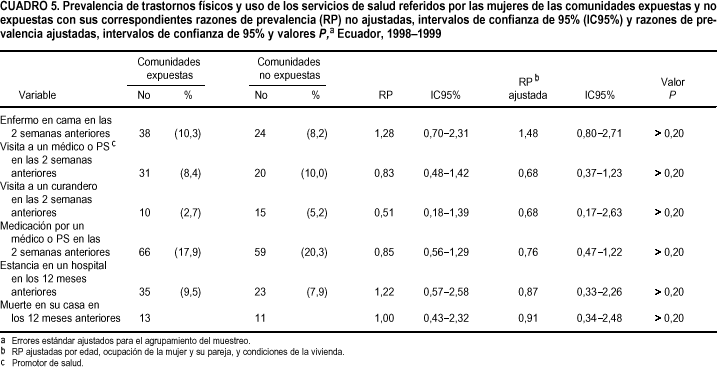 CUADRO 5. Prevalencia de trastornos físicos y uso de los servicios de salud referidos por las mujeres de las comunidades expuestas y no
expuestas con sus correspondientes razones de prevalencia (RP) no ajustadas, intervalos de confianza de 95% (IC95%) y razones de pre-
valencia ajustadas, intervalos de confianza de 95% y valores P,a Ecuador, 1998–1999
Comunidades Comunidades
expuestas no expuestas RP b Valor
Variable No % No % RP IC95% ajustada IC95% P
Enfermo en cama en las
2 semanas anteriores 38 (10,3) 24 (8,2) 1,28 0,70–2,31 1,48 0,80–2,71 > 0,20
Visita a un médico o PS c
en las 2 semanas
anteriores 31 (8,4) 20 (10,0) 0,83 0,48–1,42 0,68 0,37–1,23 > 0,20
Visita a un curandero
en las 2 semanas
anteriores 10 (2,7) 15 (5,2) 0,51 0,18–1,39 0,68 0,17–2,63 > 0,20
Medicación por un
médico o PS en las
2 semanas anteriores 66 (17,9) 59 (20,3) 0,85 0,56–1,29 0,76 0,47–1,22 > 0,20
Estancia en un hospital
en los 12 meses
anteriores 35 (9,5) 23 (7,9) 1,22 0,57–2,58 0,87 0,33–2,26 > 0,20
Muerte en su casa en
los 12 meses anteriores 13 11 1,00 0,43–2,32 0,91 0,34–2,48 > 0,20
a Errores estándar ajustados para el agrupamiento del muestreo.
b RP ajustadas por edad, ocupación de la mujer y su pareja, y condiciones de la vivienda.
c Promotor de salud.